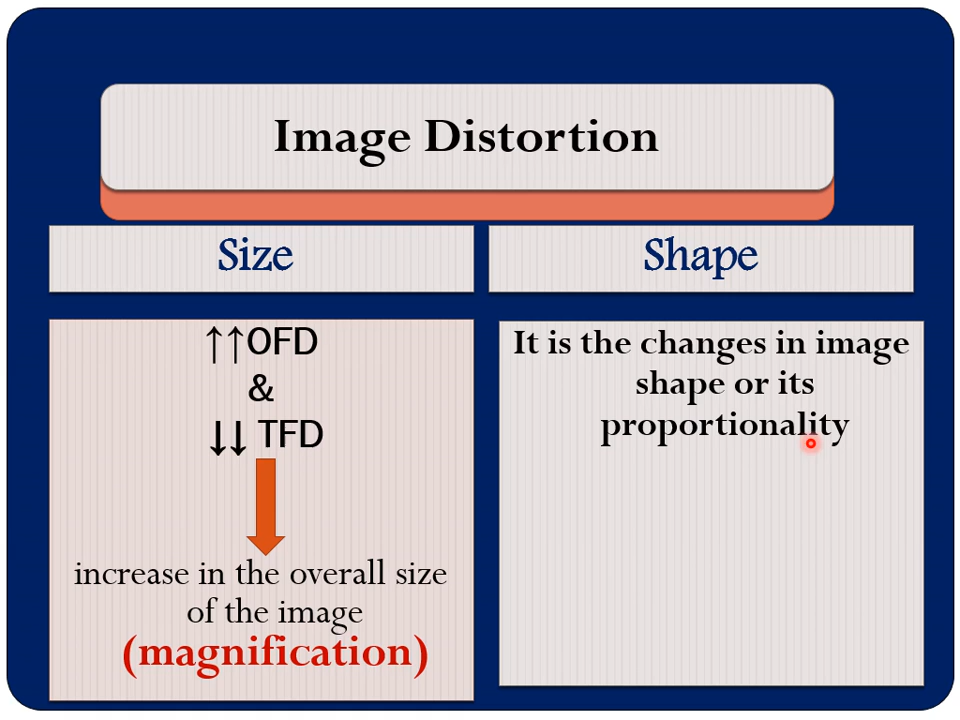 Image Distortion
Size
Shape
↑↑OFD
&
↓↓ TFD
increase in the overall size
of the image
(magnification)
It is the changes in image
shape or its
proportionality